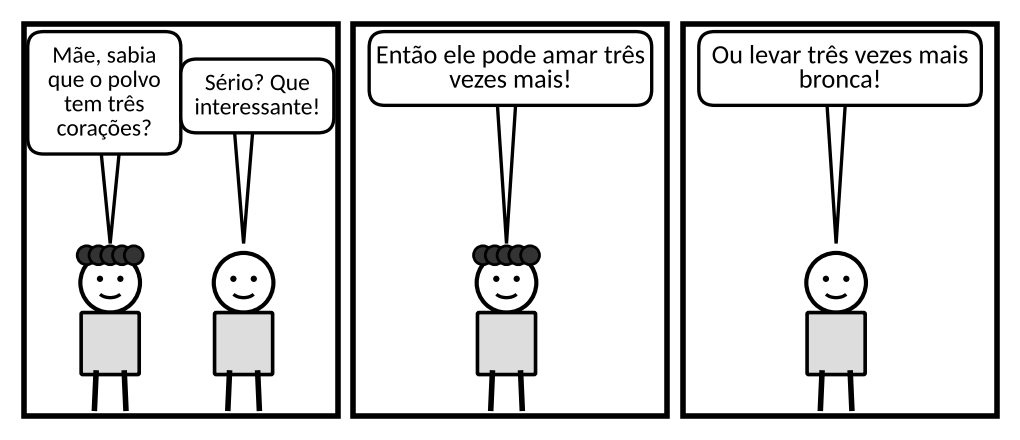 Mãe, sabia
que o polvo
tem três
corações?
Sério? Que
interessante!
Então ele pode amar três
vezes mais!
Ou levar três vezes mais
bronca!